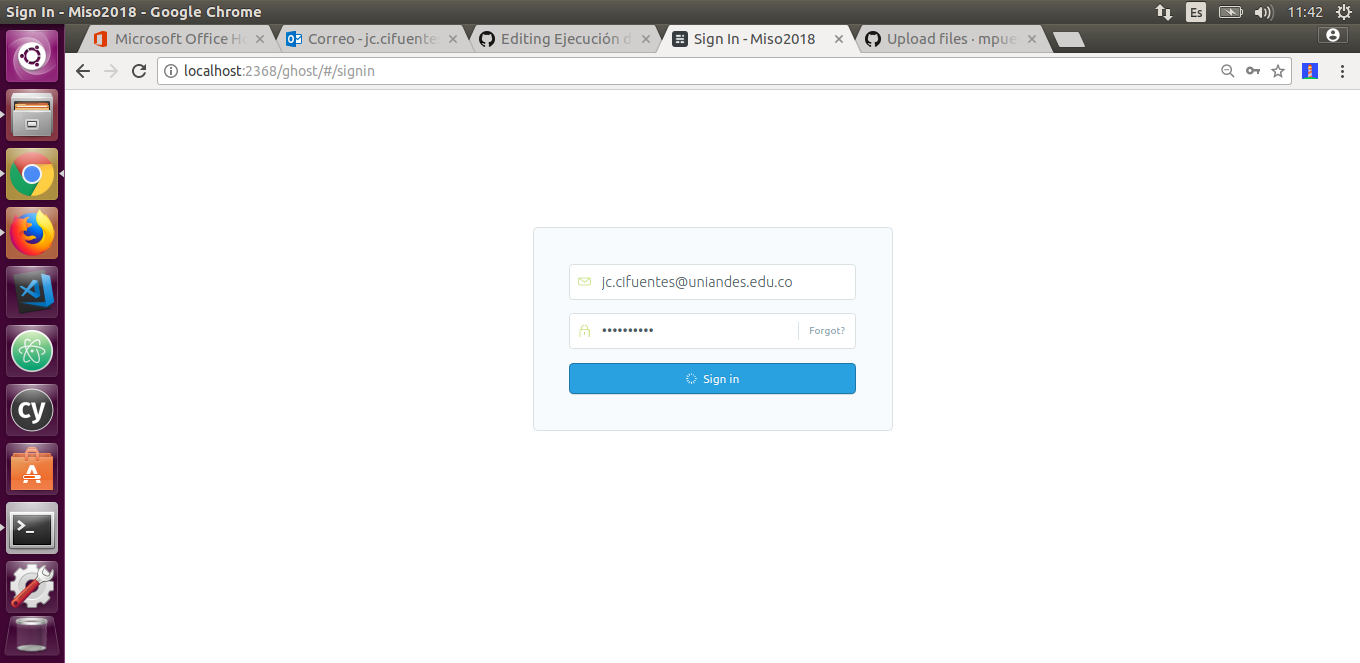 Sign In - Miso2018 - Google Chrome
Es
11:42
Microsoft Office H
Correo - jc.cifuente
Editing Ejecución d
Sign In - Miso2018
Upload files · mpue
localhost:2368/ghost/#/signin
jc.cifuentes@uniandes.edu.co
••••••••••
Forgot?
Sign in
cy